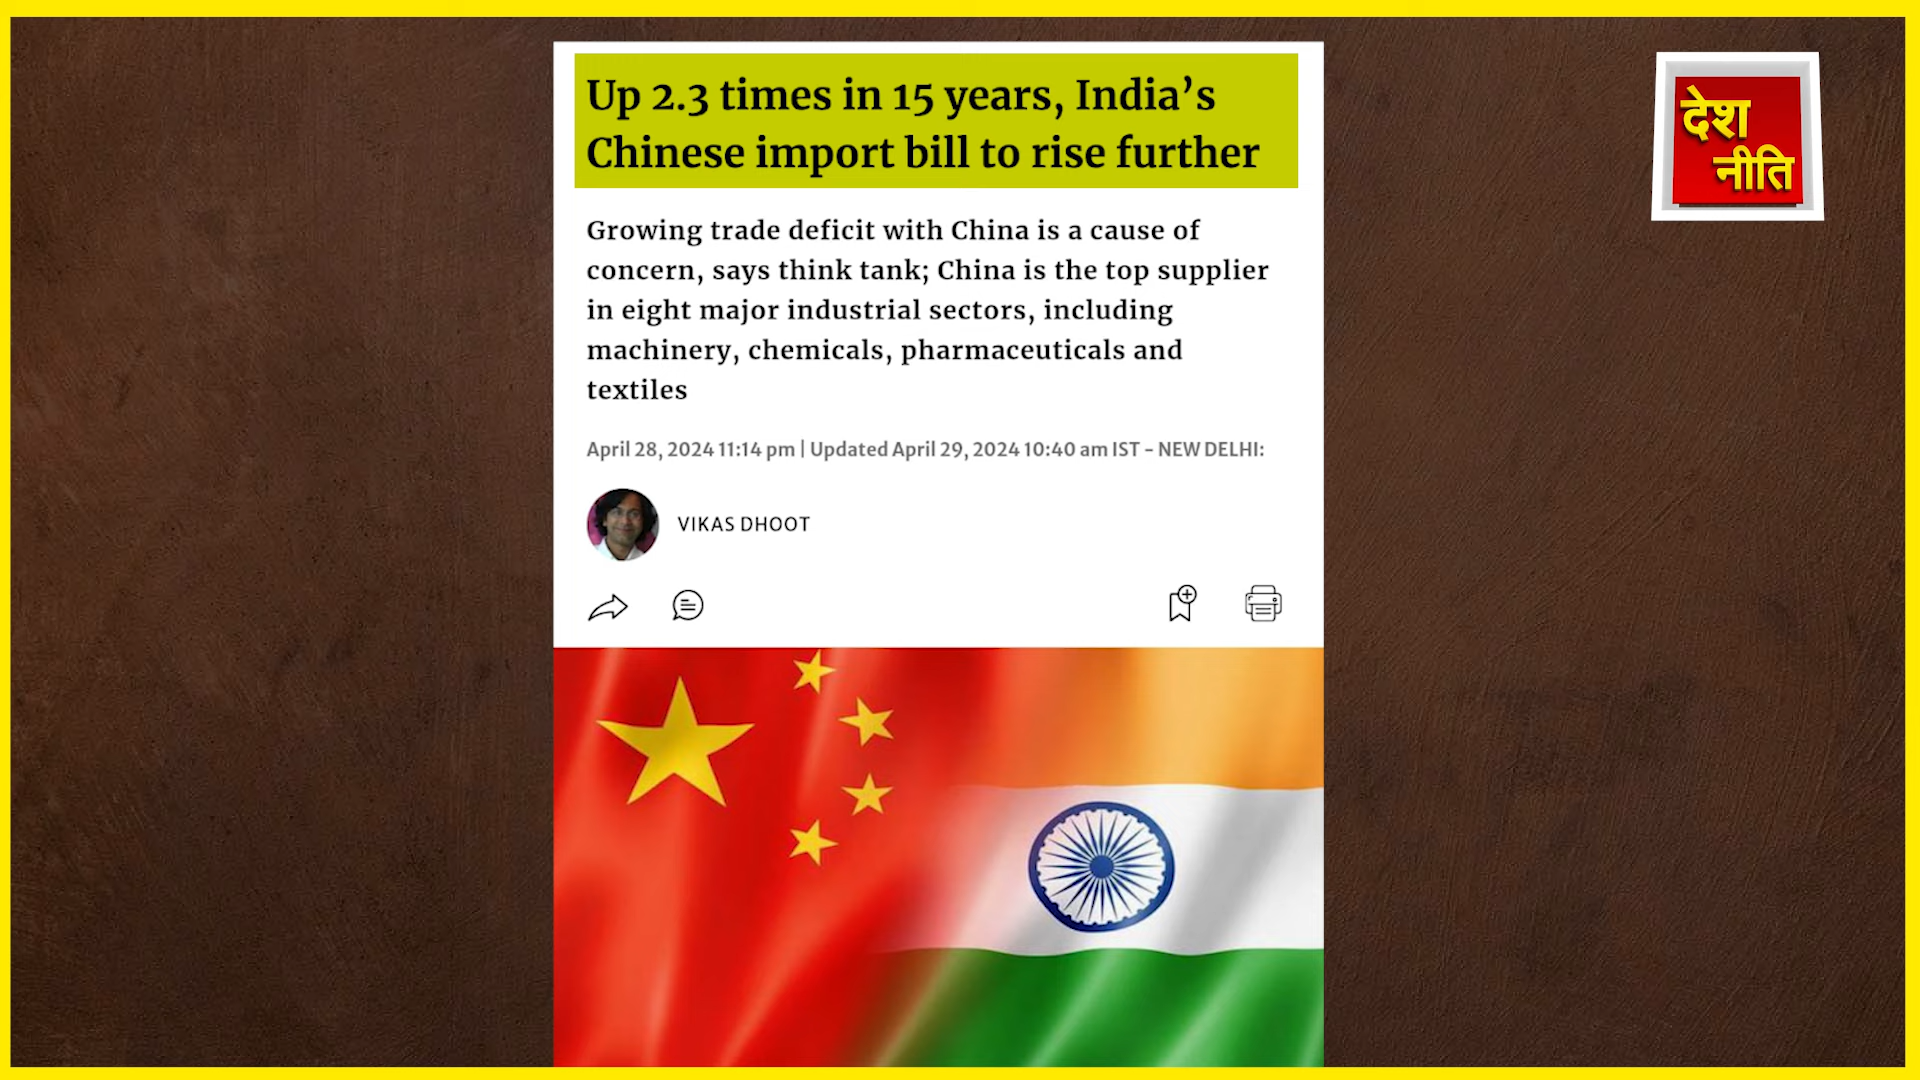 Up 2.3 times in 15 years, India’s
Chinese import bill to rise further
Growing trade deficit with China is a cause of
concern, says think tank; China is the top supplier
in eight major industrial sectors, including
machinery, chemicals, pharmaceuticals and
textiles
April 28, 2024 11:14 pm | Updated April 29, 2024 10:40 am IST - NEW DELHI:
VIKAS DHOOT
देश
नीति